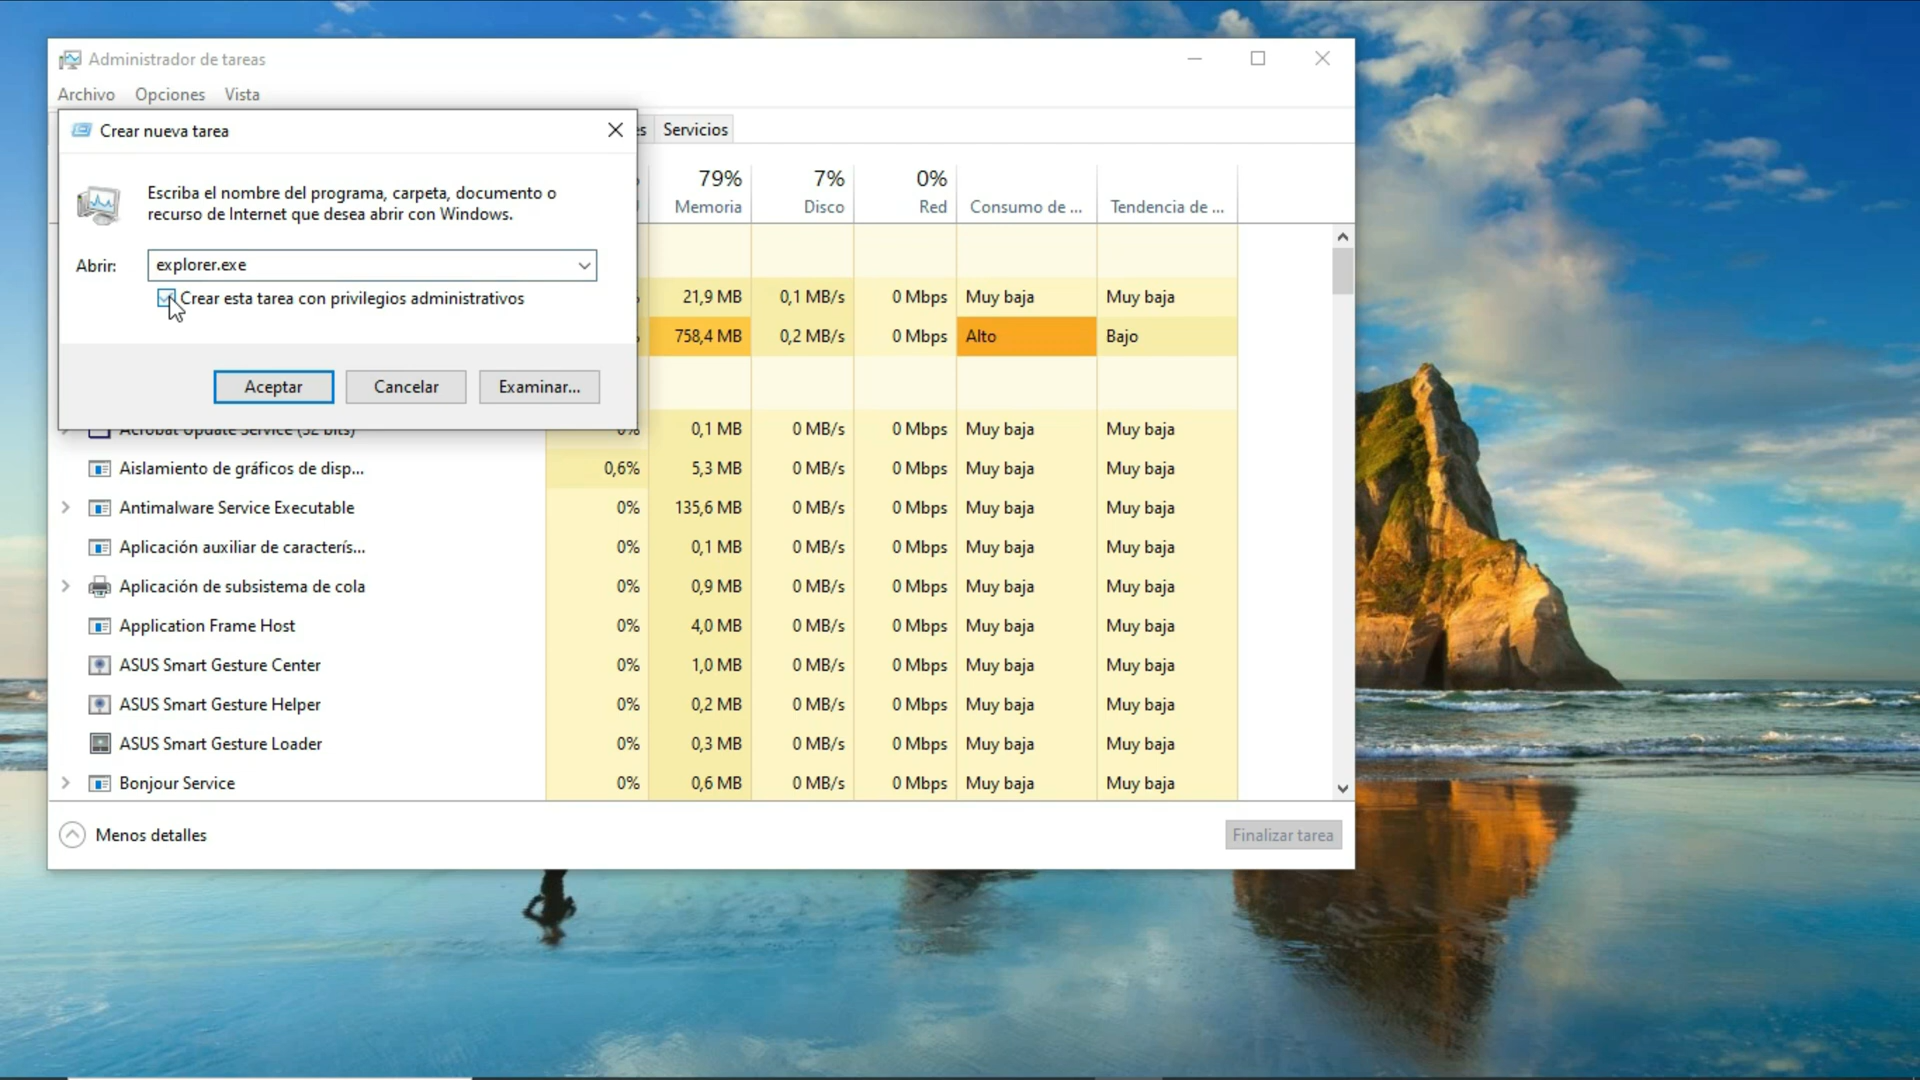 Administrador de tareas
Archivo Opciones Vista
Crear nueva tarea
es Servicios
Escriba el nombre del programa, carpeta, documento o
recurso de Internet que desea abrir con Windows.
79% 7% 0%
Memoria Disco Red Consumo de ... Tendencia de ...
Abrir: explorer.exe
Crear esta tarea con privilegios administrativos
21,9 MB 0,1 MB/s 0 Mbps Muy baja Muy baja
758,4 MB 0,2 MB/s 0 Mbps Alto Bajo
Aceptar Cancelar Examinar...
Acrobat Update Service (32 bits) 0% 0,1 MB 0 MB/s 0 Mbps Muy baja Muy baja
Aislamiento de gráficos de disp... 0,6% 5,3 MB 0 MB/s 0 Mbps Muy baja Muy baja
Antimalware Service Executable 0% 135,6 MB 0 MB/s 0 Mbps Muy baja Muy baja
Aplicación auxiliar de caracterís... 0% 0,1 MB 0 MB/s 0 Mbps Muy baja Muy baja
Aplicación de subsistema de cola 0% 0,9 MB 0 MB/s 0 Mbps Muy baja Muy baja
Application Frame Host 0% 4,0 MB 0 MB/s 0 Mbps Muy baja Muy baja
ASUS Smart Gesture Center 0% 1,0 MB 0 MB/s 0 Mbps Muy baja Muy baja
ASUS Smart Gesture Helper 0% 0,2 MB 0 MB/s 0 Mbps Muy baja Muy baja
ASUS Smart Gesture Loader 0% 0,3 MB 0 MB/s 0 Mbps Muy baja Muy baja
Bonjour Service 0% 0,6 MB 0 MB/s 0 Mbps Muy baja Muy baja
Menos detalles Finalizar tarea